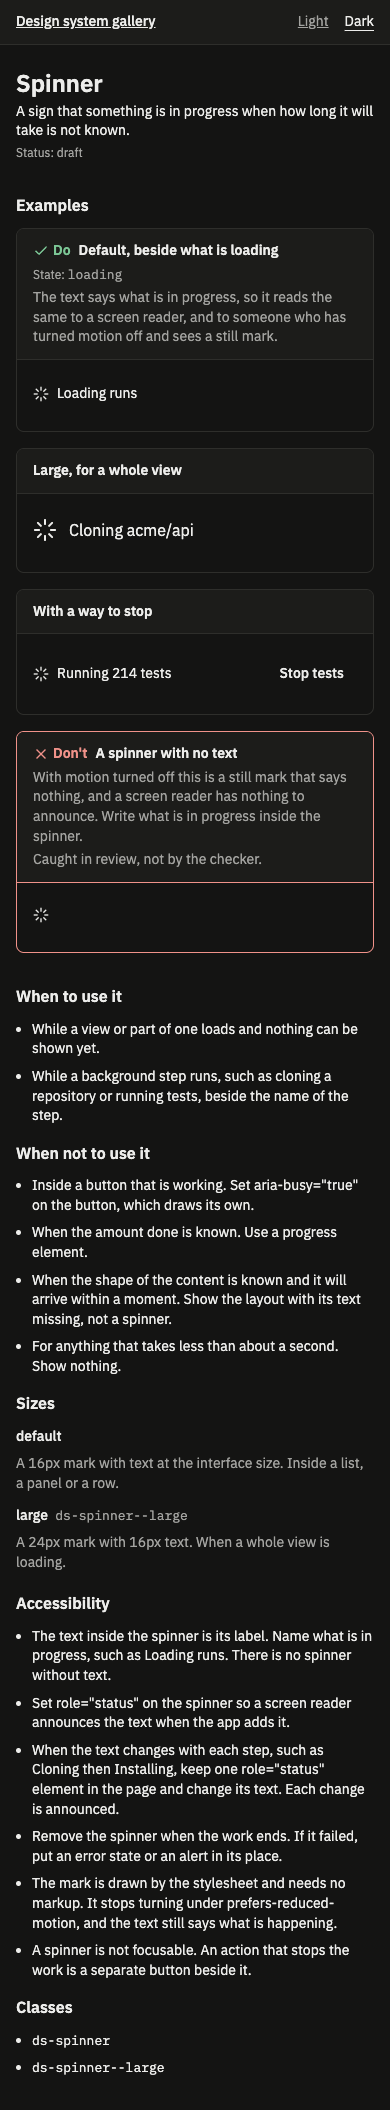 Design system gallery
Light
Dark
Spinner
A sign that something is in progress when how long it will
take is not known.
Status: draft
Examples
Do Default, beside what is loading
State: loading
The text says what is in progress, so it reads the
same to a screen reader, and to someone who has
turned motion off and sees a still mark.
Loading runs
Large, for a whole view
Cloning acme/api
With a way to stop
Running 214 tests
Stop tests
Don't A spinner with no text
With motion turned off this is a still mark that says
nothing, and a screen reader has nothing to
announce. Write what is in progress inside the
spinner.
Caught in review, not by the checker.
When to use it
• While a view or part of one loads and nothing can be
shown yet.
• While a background step runs, such as cloning a
repository or running tests, beside the name of the
step.
When not to use it
• Inside a button that is working. Set aria-busy="true"
on the button, which draws its own.
• When the amount done is known. Use a progress
element.
• When the shape of the content is known and it will
arrive within a moment. Show the layout with its text
missing, not a spinner.
• For anything that takes less than about a second.
Show nothing.
Sizes
default
A 16px mark with text at the interface size. Inside a list,
a panel or a row.
large ds-spinner--large
A 24px mark with 16px text. When a whole view is
loading.
Accessibility
• The text inside the spinner is its label. Name what is in
progress, such as Loading runs. There is no spinner
without text.
• Set role="status" on the spinner so a screen reader
announces the text when the app adds it.
• When the text changes with each step, such as
Cloning then Installing, keep one role="status"
element in the page and change its text. Each change
is announced.
• Remove the spinner when the work ends. If it failed,
put an error state or an alert in its place.
• The mark is drawn by the stylesheet and needs no
markup. It stops turning under prefers-reduced-
motion, and the text still says what is happening.
• A spinner is not focusable. An action that stops the
work is a separate button beside it.
Classes
• ds-spinner
• ds-spinner--large